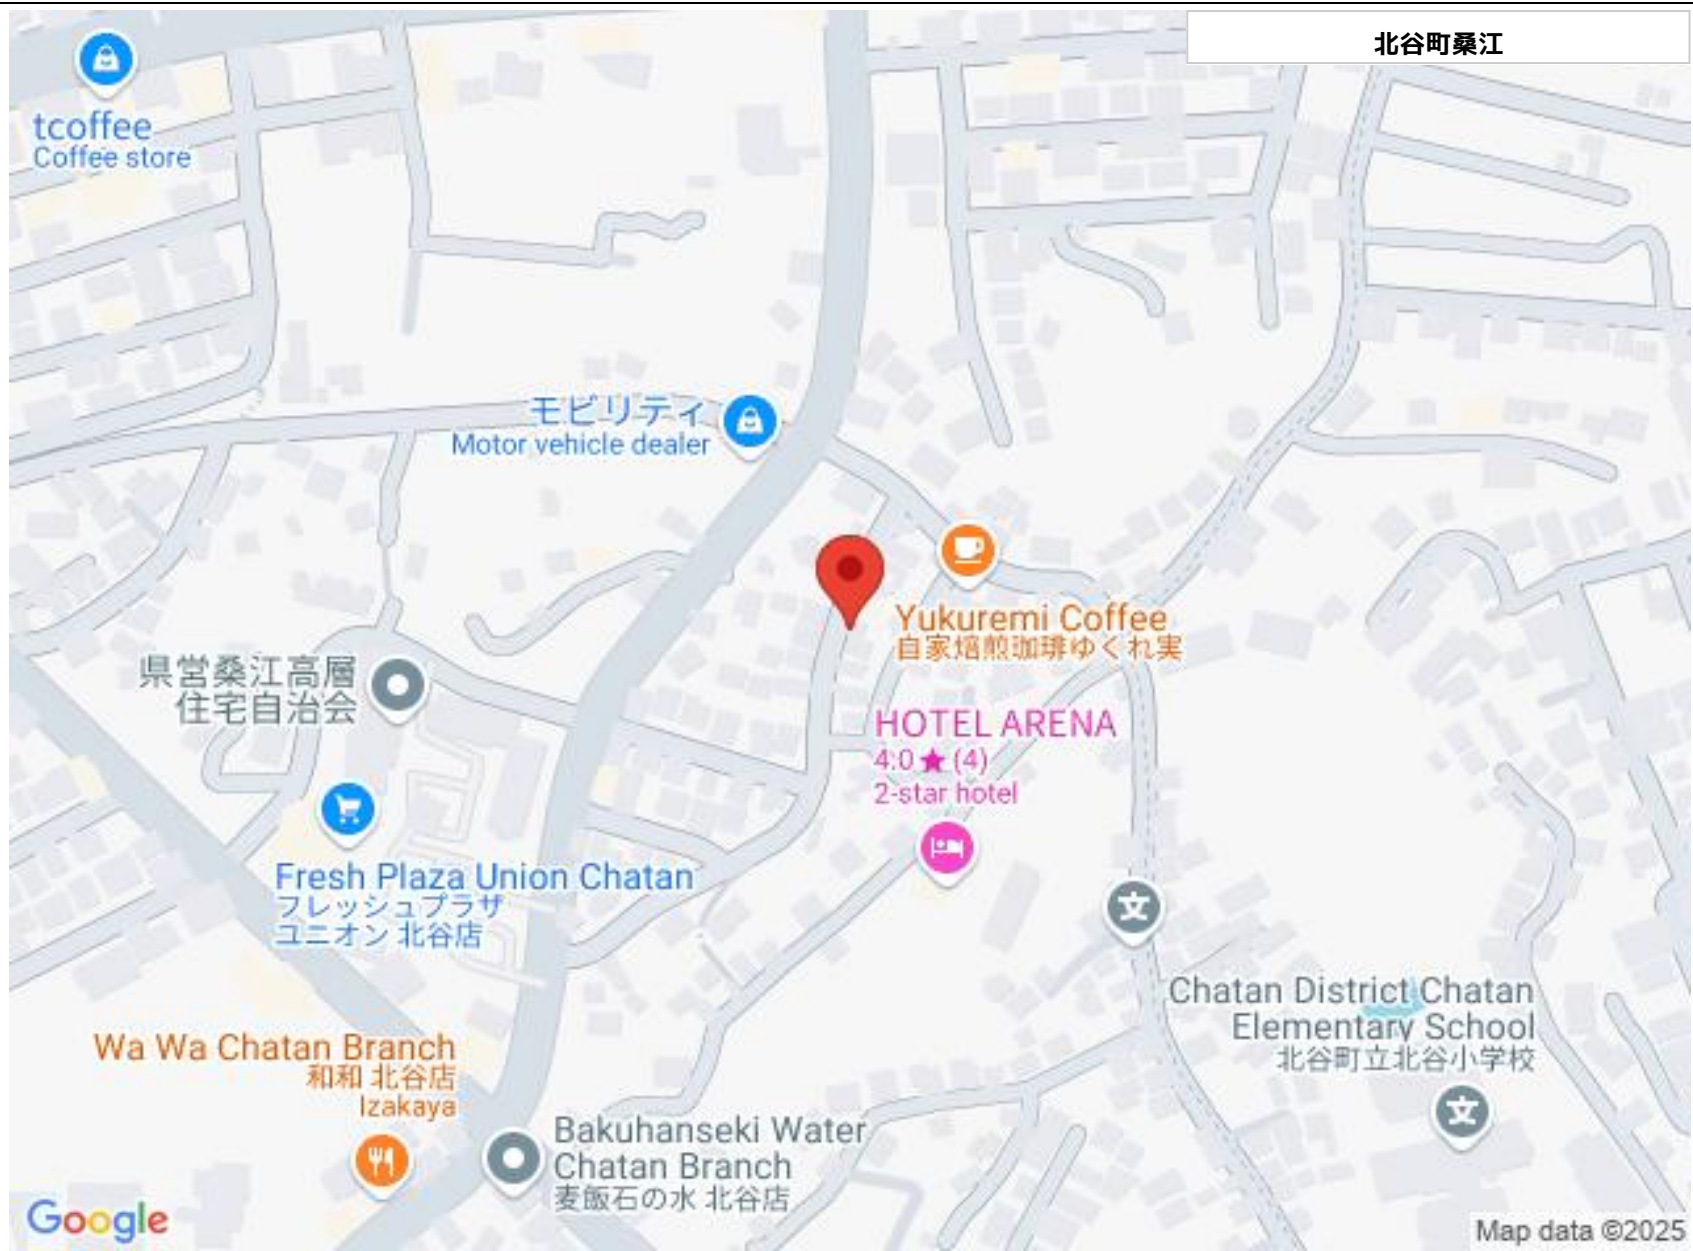 北谷町桑江
tcoffee
Coffee store
モビリティ
Motor vehicle dealer
Yukuremi Coffee
自家焙煎珈琲ゆくれ実
県営桑江高層
住宅自治会
HOTEL ARENA
4.0 ★ (4)
2-star hotel
Fresh Plaza Union Chatan
フレッシュプラザ
ユニオン 北谷店
文
Chatan District Chatan
Elementary School
北谷町立北谷小学校
文
Wa Wa Chatan Branch
和和 北谷店
Izakaya
Bakuhanseki Water
Chatan Branch
麦飯石の水 北谷店
Google
Map data ©2025